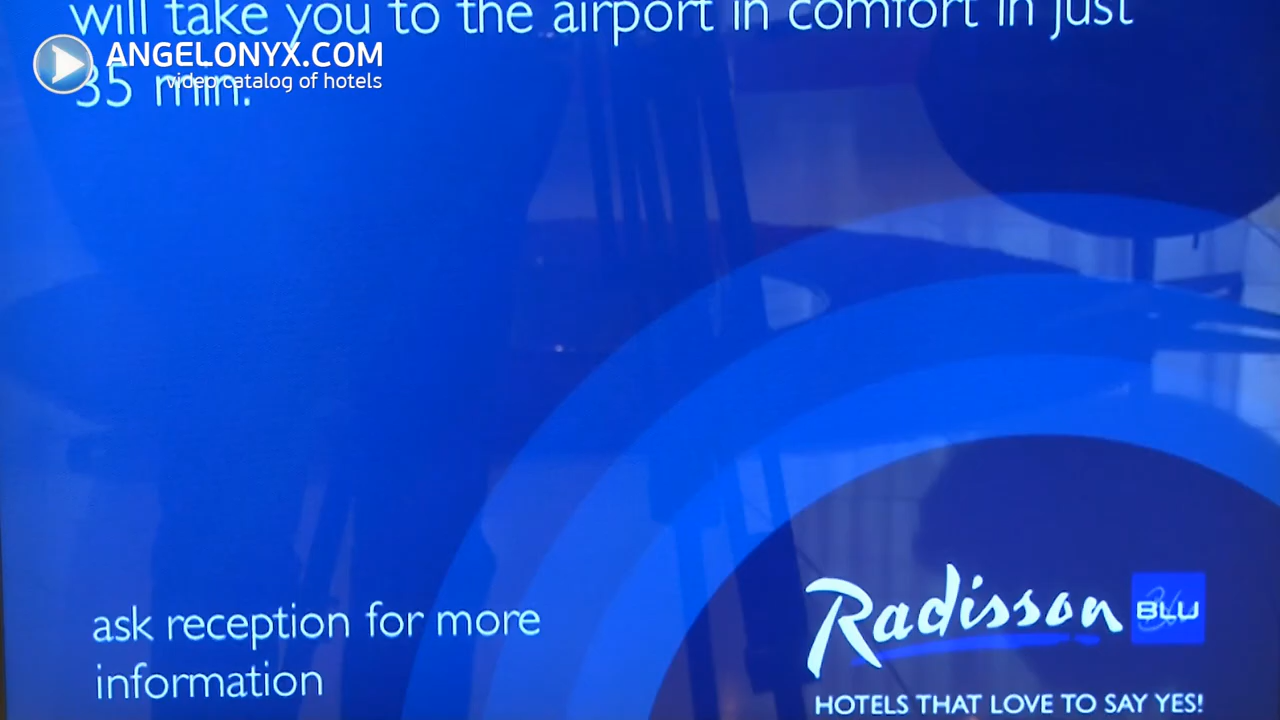 will take you to the airport in comfort in just
ANGELONYX.COM
video catalog of hotels
35 min.
ask reception for more
information
Radisson BLU
HOTELS THAT LOVE TO SAY YES!